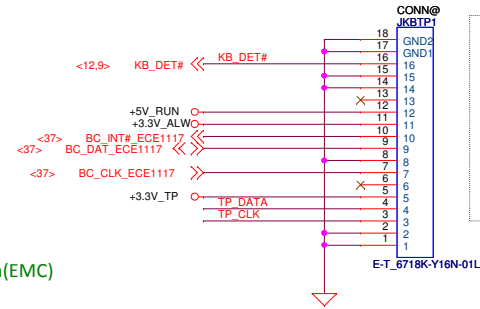 CONN@
JKBTP1
18 GND2
17 GND1
<12,9> KB_DET# KB_DET# 16 16
15 15
14 14
13 13
+5V_RUN 12 12
+3.3V_ALW 11 11
<37> BC_INT#_ECE1117 10 10
<37> BC_DAT_ECE1117 9 9
8 8
<37> BC_CLK_ECE1117 7 7
6 6
+3.3V_TP 5 5
TP_DATA 4 4
TP_CLK 3 3
2 2
1 1
E-T_6718K-Y16N-01L
(EMC)